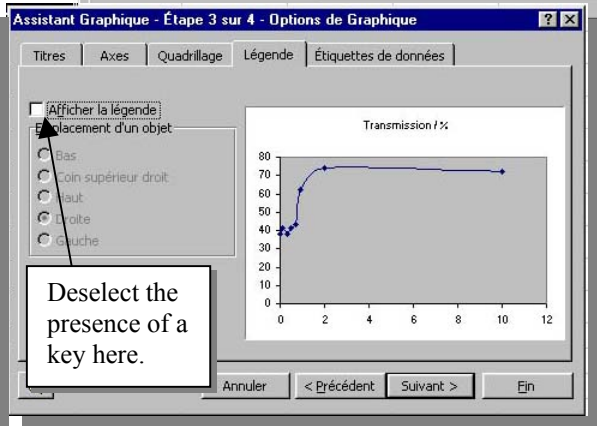 Assistant Graphique - Étape 3 sur 4 - Options de Graphique
Titres Axes Quadrillage Légende Étiquettes de données
Afficher la légende
Emplacement d'un objet
Bas
Coin supérieur droit
Haut
Droite
Gauche
Transmission / %
80
70
60
50
40
30
20
10
0
0 2 4 6 8 10 12
Deselect the
presence of a
key here.
Annuler < Précédent Suivant > Fin